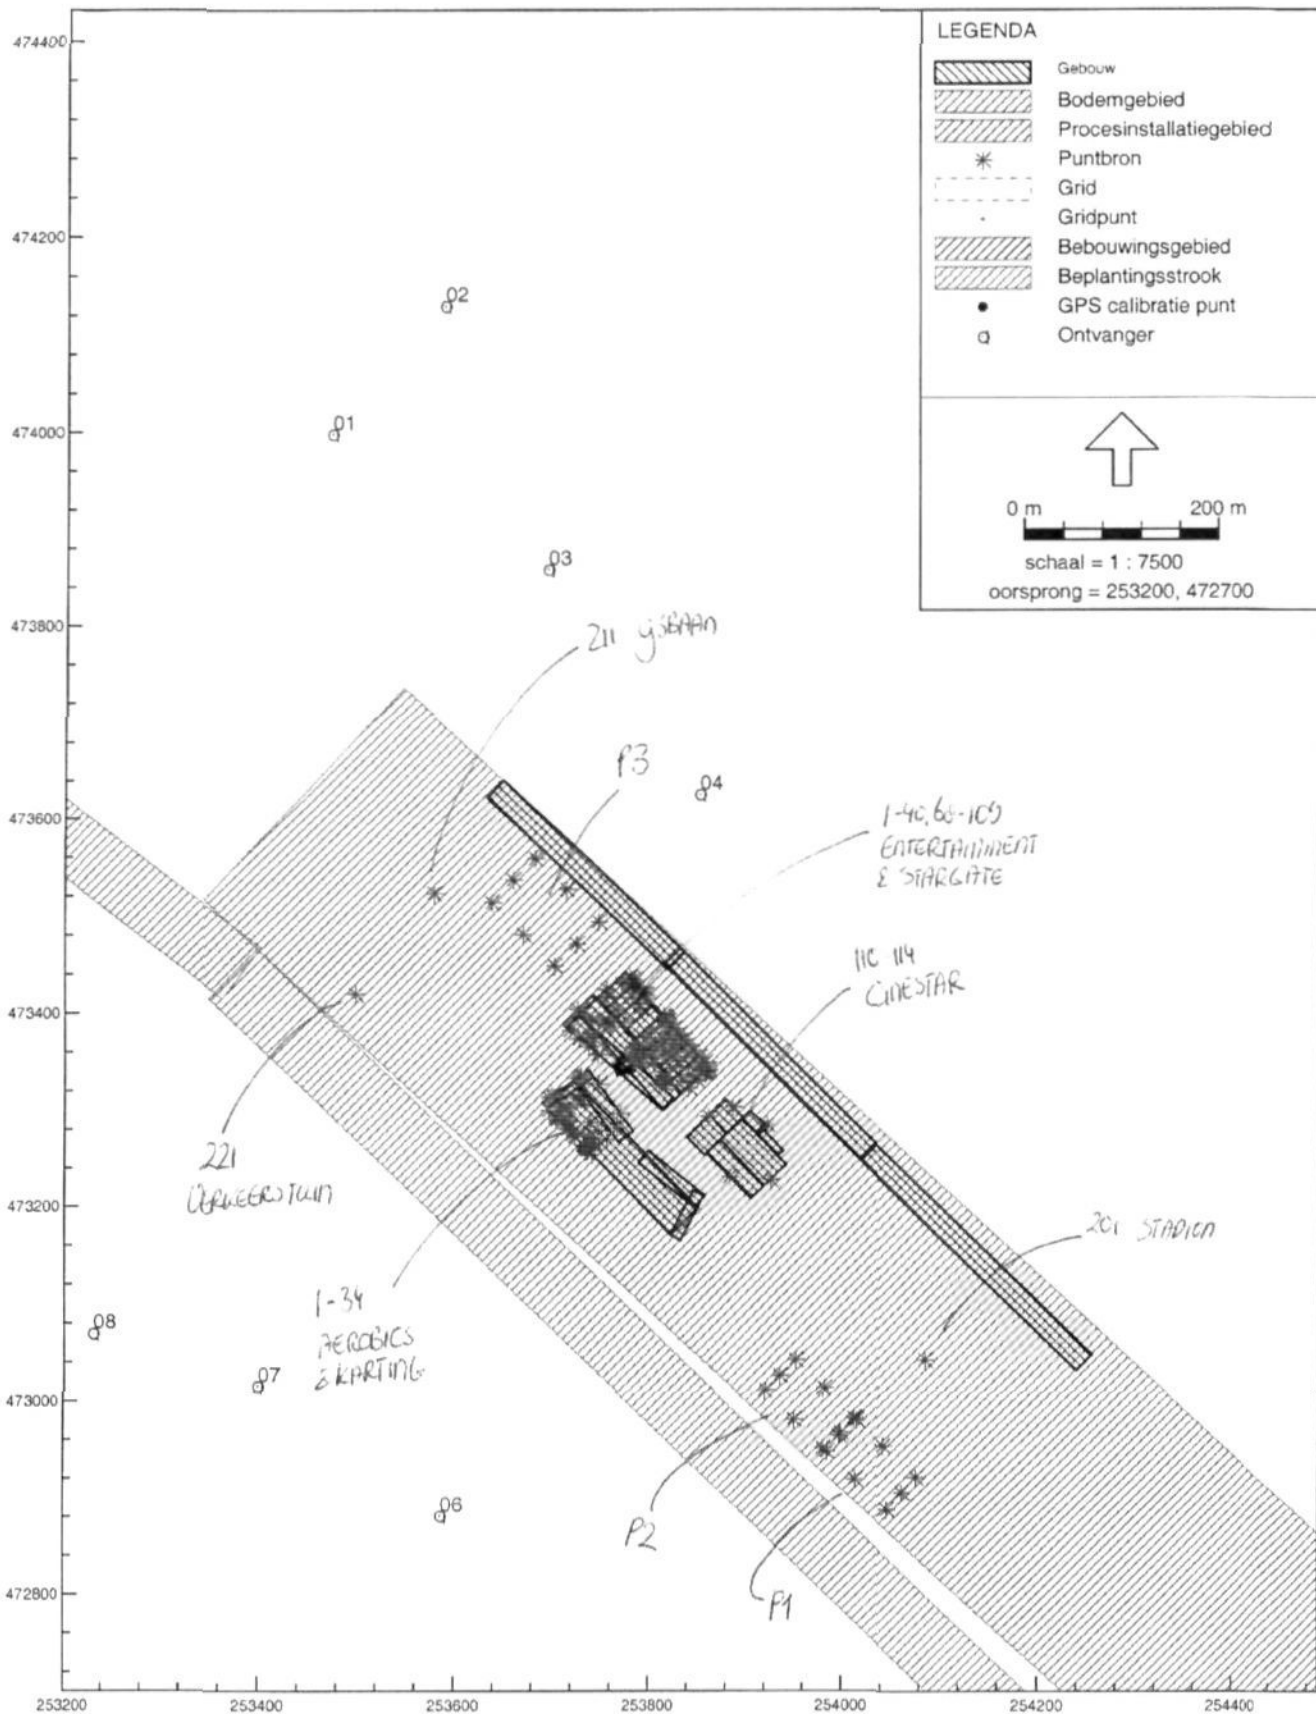 LEGENDA
Gebouw
Bodemgebied
Procesinstallatiegebied
Puntbron
Grid
Gridpunt
Bebouwingsgebied
Beplantingsstrook
GPS calibratie punt
Ontvanger
0 m 200 m
schaal = 1 : 7500
oorsprong = 253200, 472700
474400
474200
474000
473800
473600
473400
473200
473000
472800
253200 253400 253600 253800 254000 254200 254400
02
01
03
04
211 IJSBAAN
P3
1-40, 68-109
ENTERTAINMENT
& STARGATE
110 114
CINESTAR
221
201 STADION
1-34
AEROBICS
& KARTING
08
07
06
P2
P1